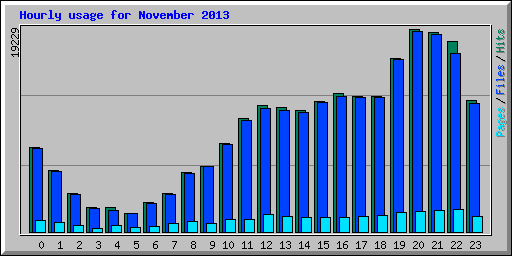 Hourly usage for November 2013
19229
Pages/Files/Hits
0 1 2 3 4 5 6 7 8 9 10 11 12 13 14 15 16 17 18 19 20 21 22 23